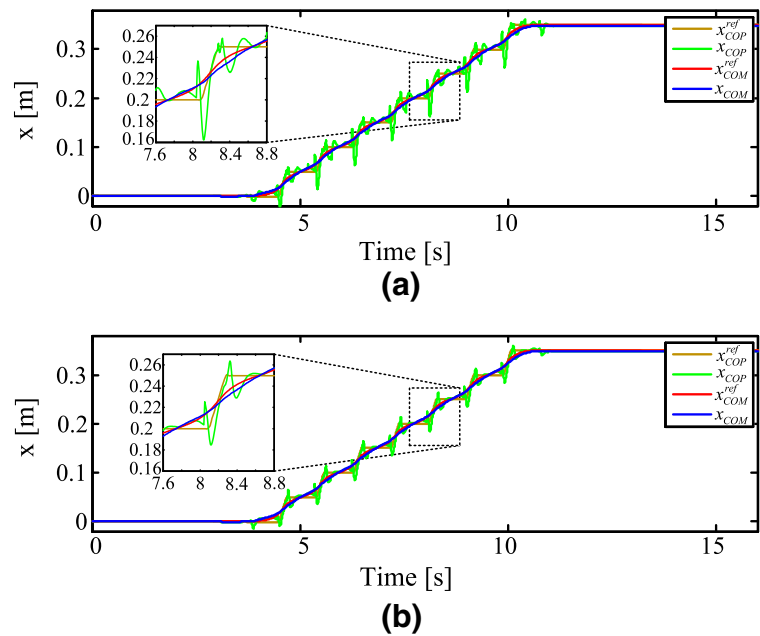 0.3
0.2
0.1
0
x [m]
0.26
0.24
0.22
0.20
0.18
0.16
7.6 8 8.4 8.8
x_COP^ref
x_COP
x_COM^ref
x_COM
0 5 10 15
Time [s]
(a)
0.3
0.2
0.1
0
x [m]
0.26
0.24
0.22
0.2
0.18
0.16
7.6 8 8.4 8.8
x_COP^ref
x_COP
x_COM^ref
x_COM
0 5 10 15
Time [s]
(b)